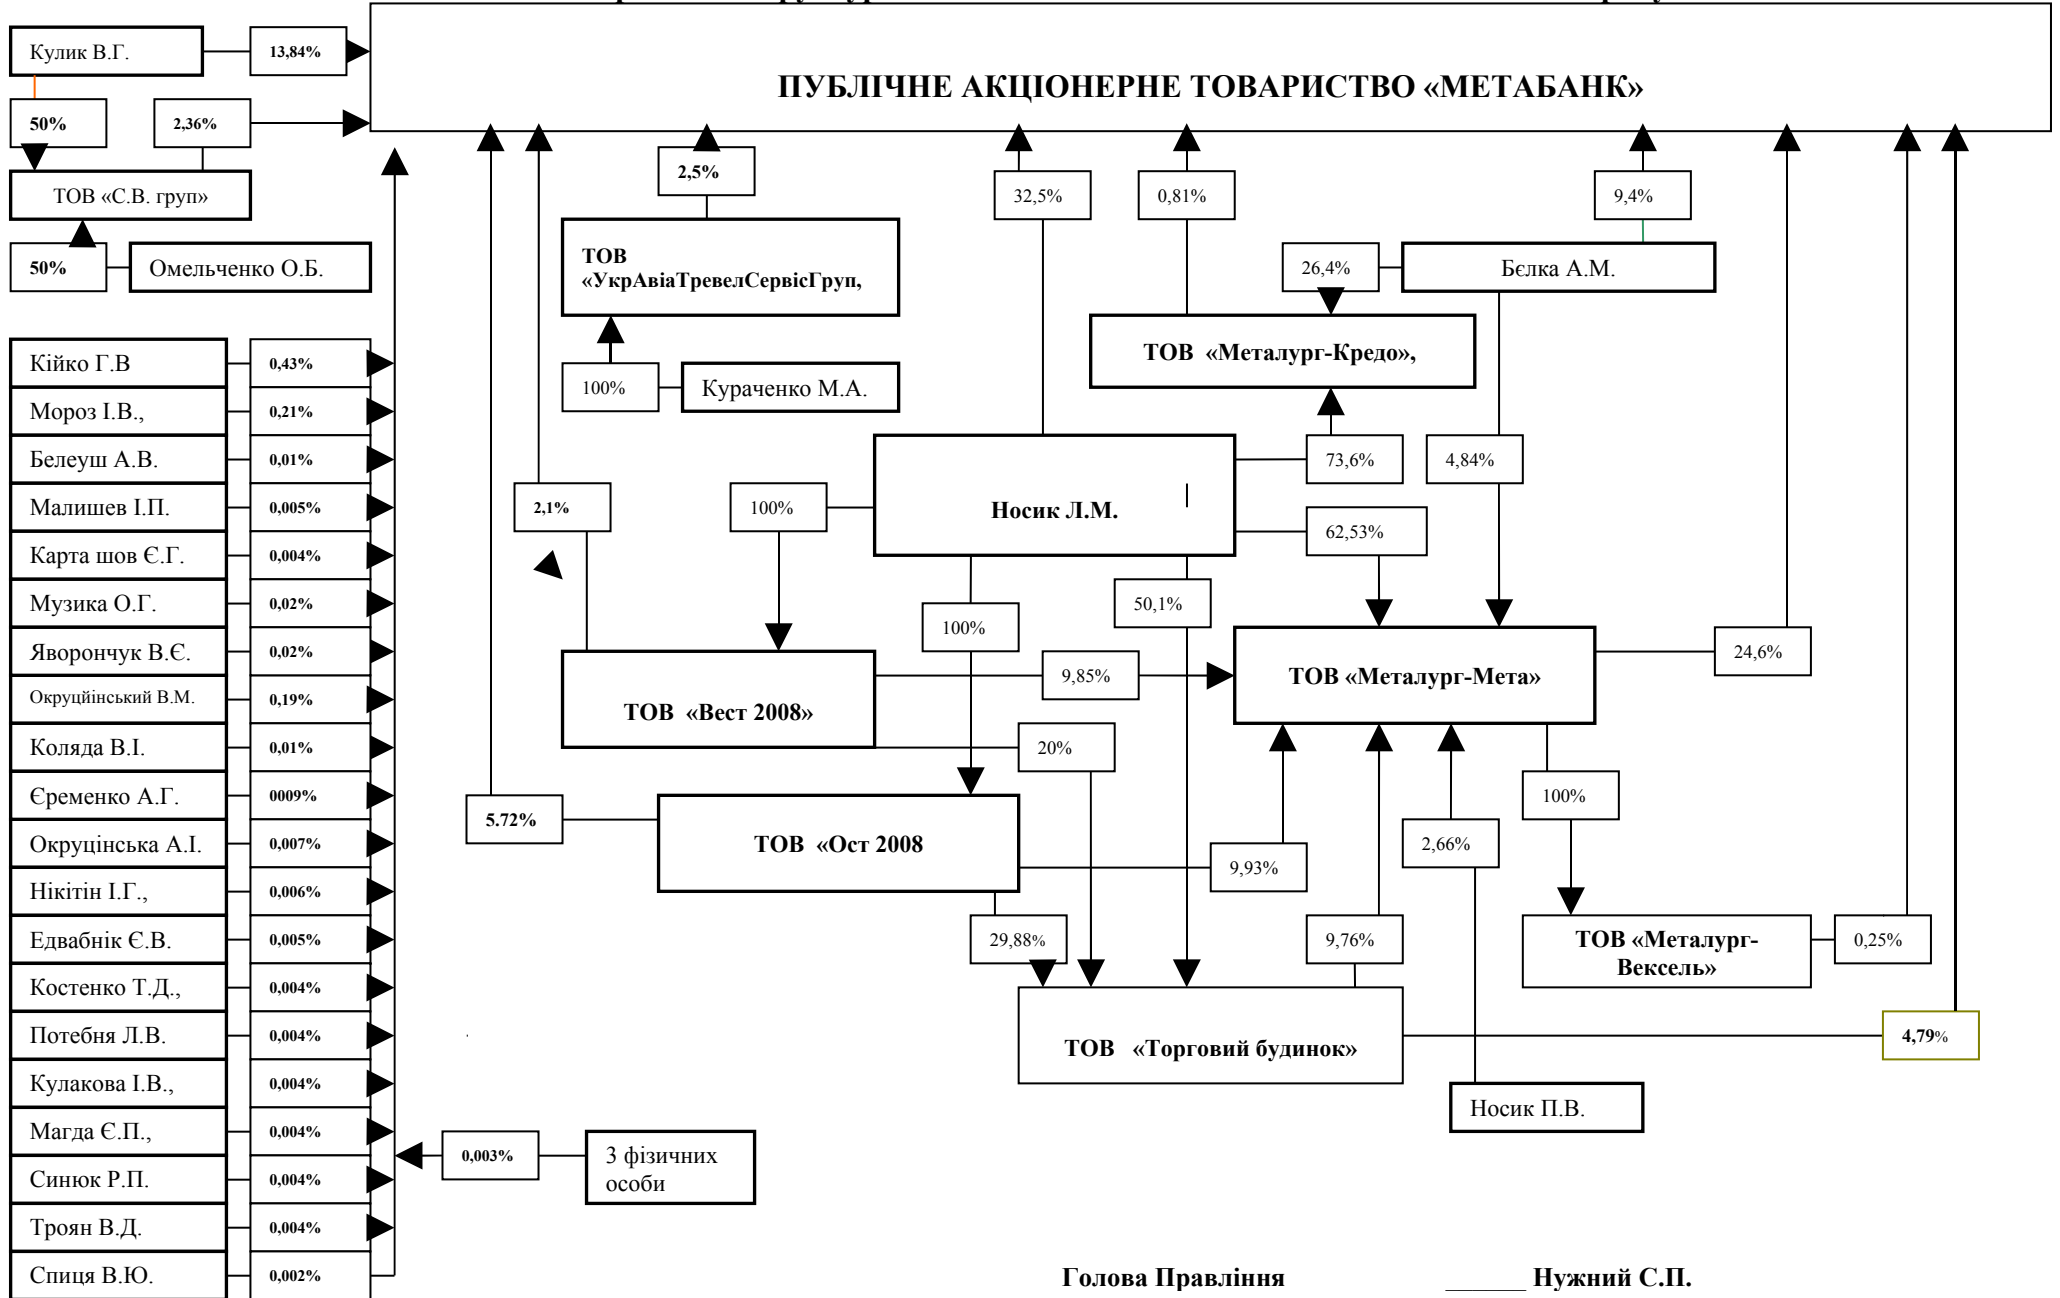 Кулик В.Г.
13,84%
ПУБЛІЧНЕ АКЦІОНЕРНЕ ТОВАРИСТВО «МЕТАБАНК»
50%
2,36%
ТОВ «С.В. груп»
50%
Омельченко О.Б.
2,5%
32,5%
0,81%
9,4%
ТОВ
«УкрАвіаТревелСервісГруп,
26,4%
Бєлка А.М.
ТОВ «Металург-Кредо»,
100%
Кураченко М.А.
Кійко Г.В
0,43%
Мороз І.В.,
0,21%
Белеуш А.В.
0,01%
Малишев І.П.
0,005%
Карта шов Є.Г.
0,004%
Музика О.Г.
0,02%
Яворончук В.Є.
0,02%
Окруцйінський В.М.
0,19%
Коляда В.І.
0,01%
Єременко А.Г.
0009%
Окруцінська А.І.
0,007%
Нікітін І.Г.,
0,006%
Едвабнік Є.В.
0,005%
Костенко Т.Д.,
0,004%
Потебня Л.В.
0,004%
Кулакова І.В.,
0,004%
Магда Є.П.,
0,004%
Синюк Р.П.
0,004%
Троян В.Д.
0,004%
Спиця В.Ю.
0,002%
73,6%
4,84%
2,1%
100%
Носик Л.М.
62,53%
100%
50,1%
ТОВ «Вест 2008»
9,85%
ТОВ «Металург-Мета»
24,6%
20%
5.72%
ТОВ «Ост 2008
9,93%
2,66%
100%
29,88%
9,76%
ТОВ «Металург-
Вексель»
0,25%
ТОВ «Торговий будинок»
4,79%
Носик П.В.
0,003%
3 фізичних
особи
Голова Правління ________ Нужний С.П.